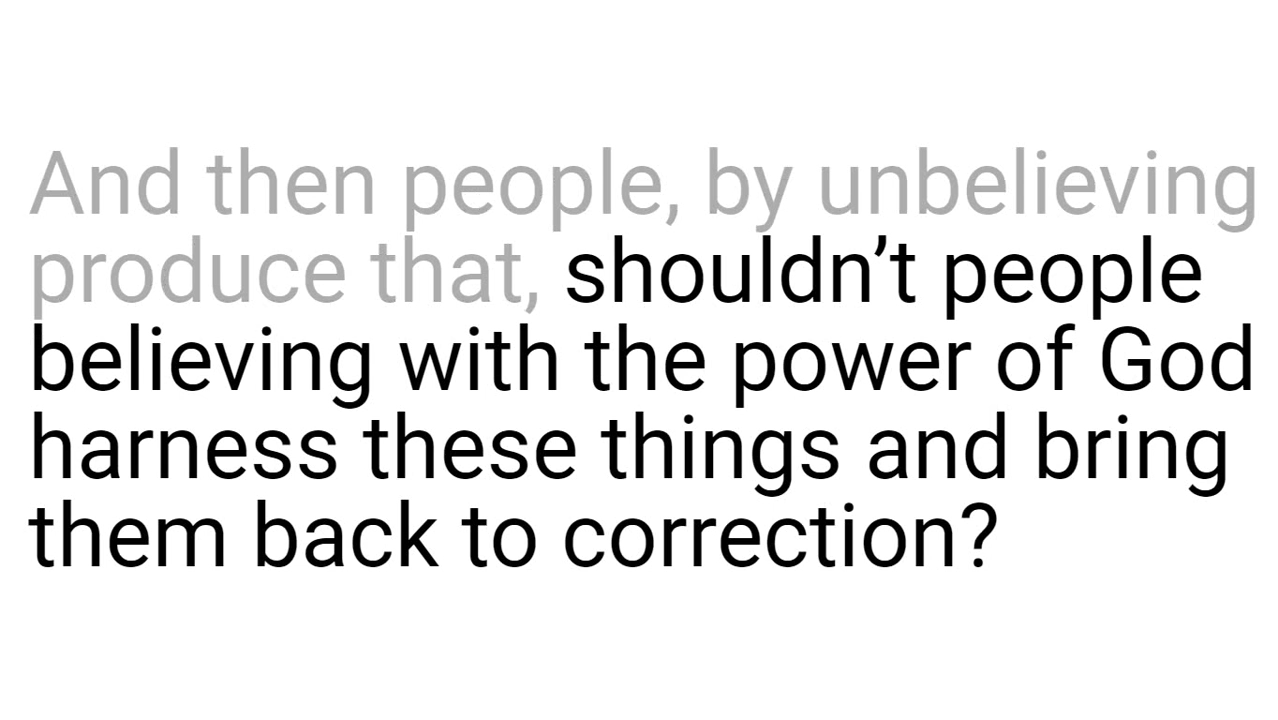 And then people, by unbelieving
produce that, shouldn’t people
believing with the power of God
harness these things and bring
them back to correction?